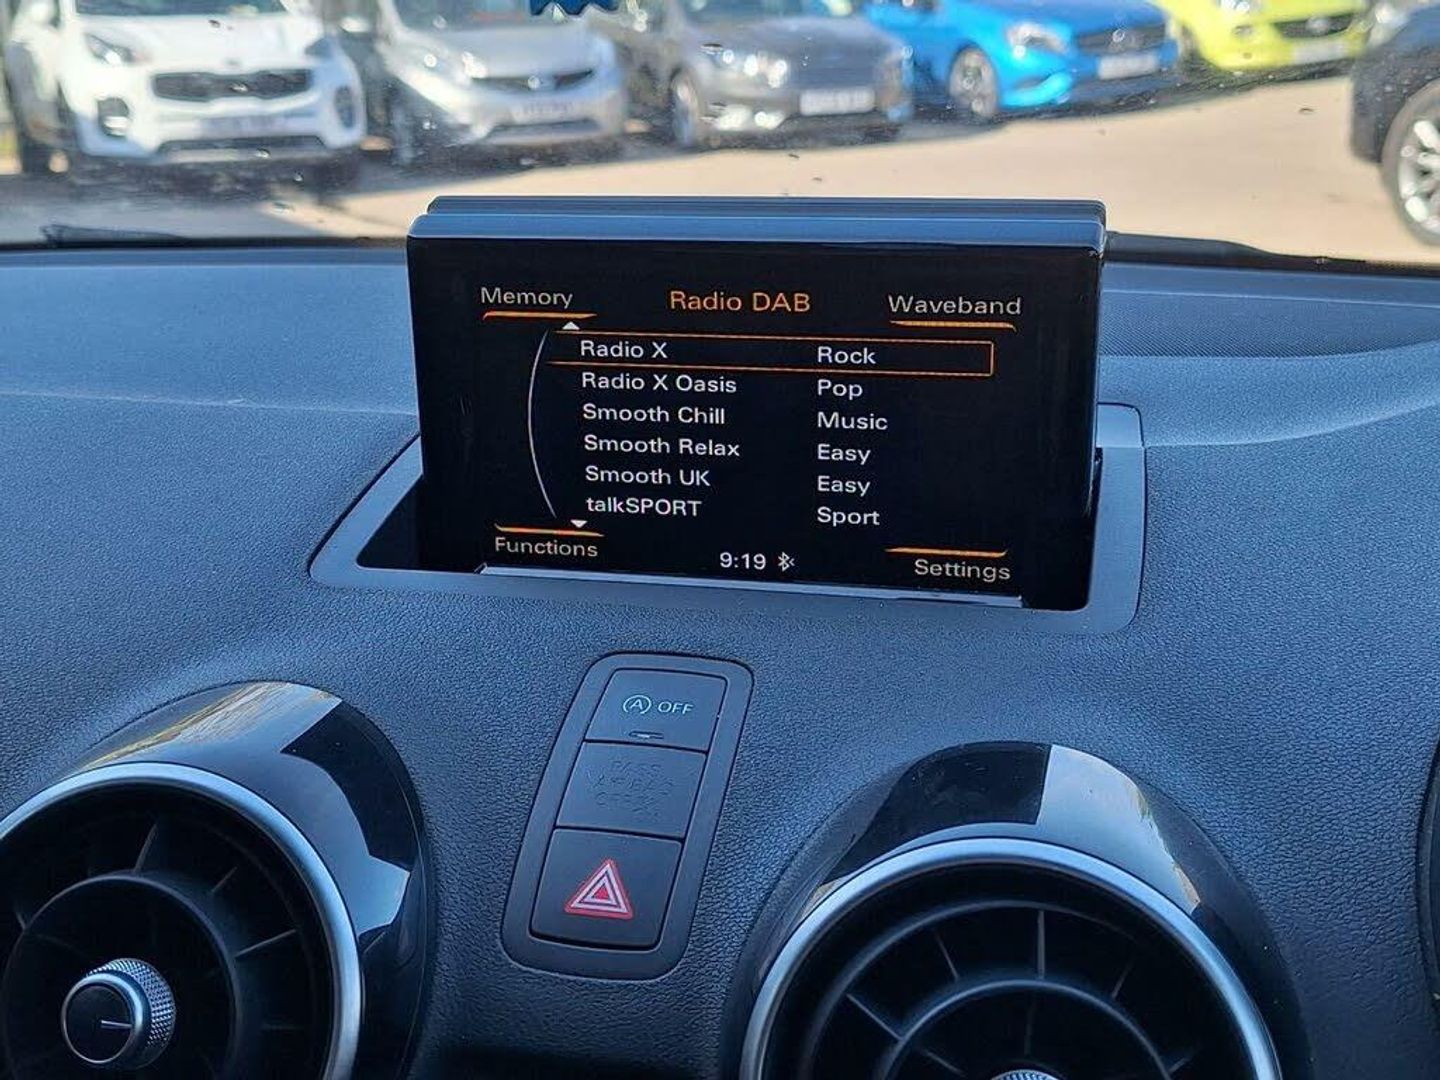 Memory Radio DAB Waveband
Radio X Rock
Radio X Oasis Pop
Smooth Chill Music
Smooth Relax Easy
Smooth UK Easy
talkSPORT Sport
Functions 9:19 Settings
A OFF